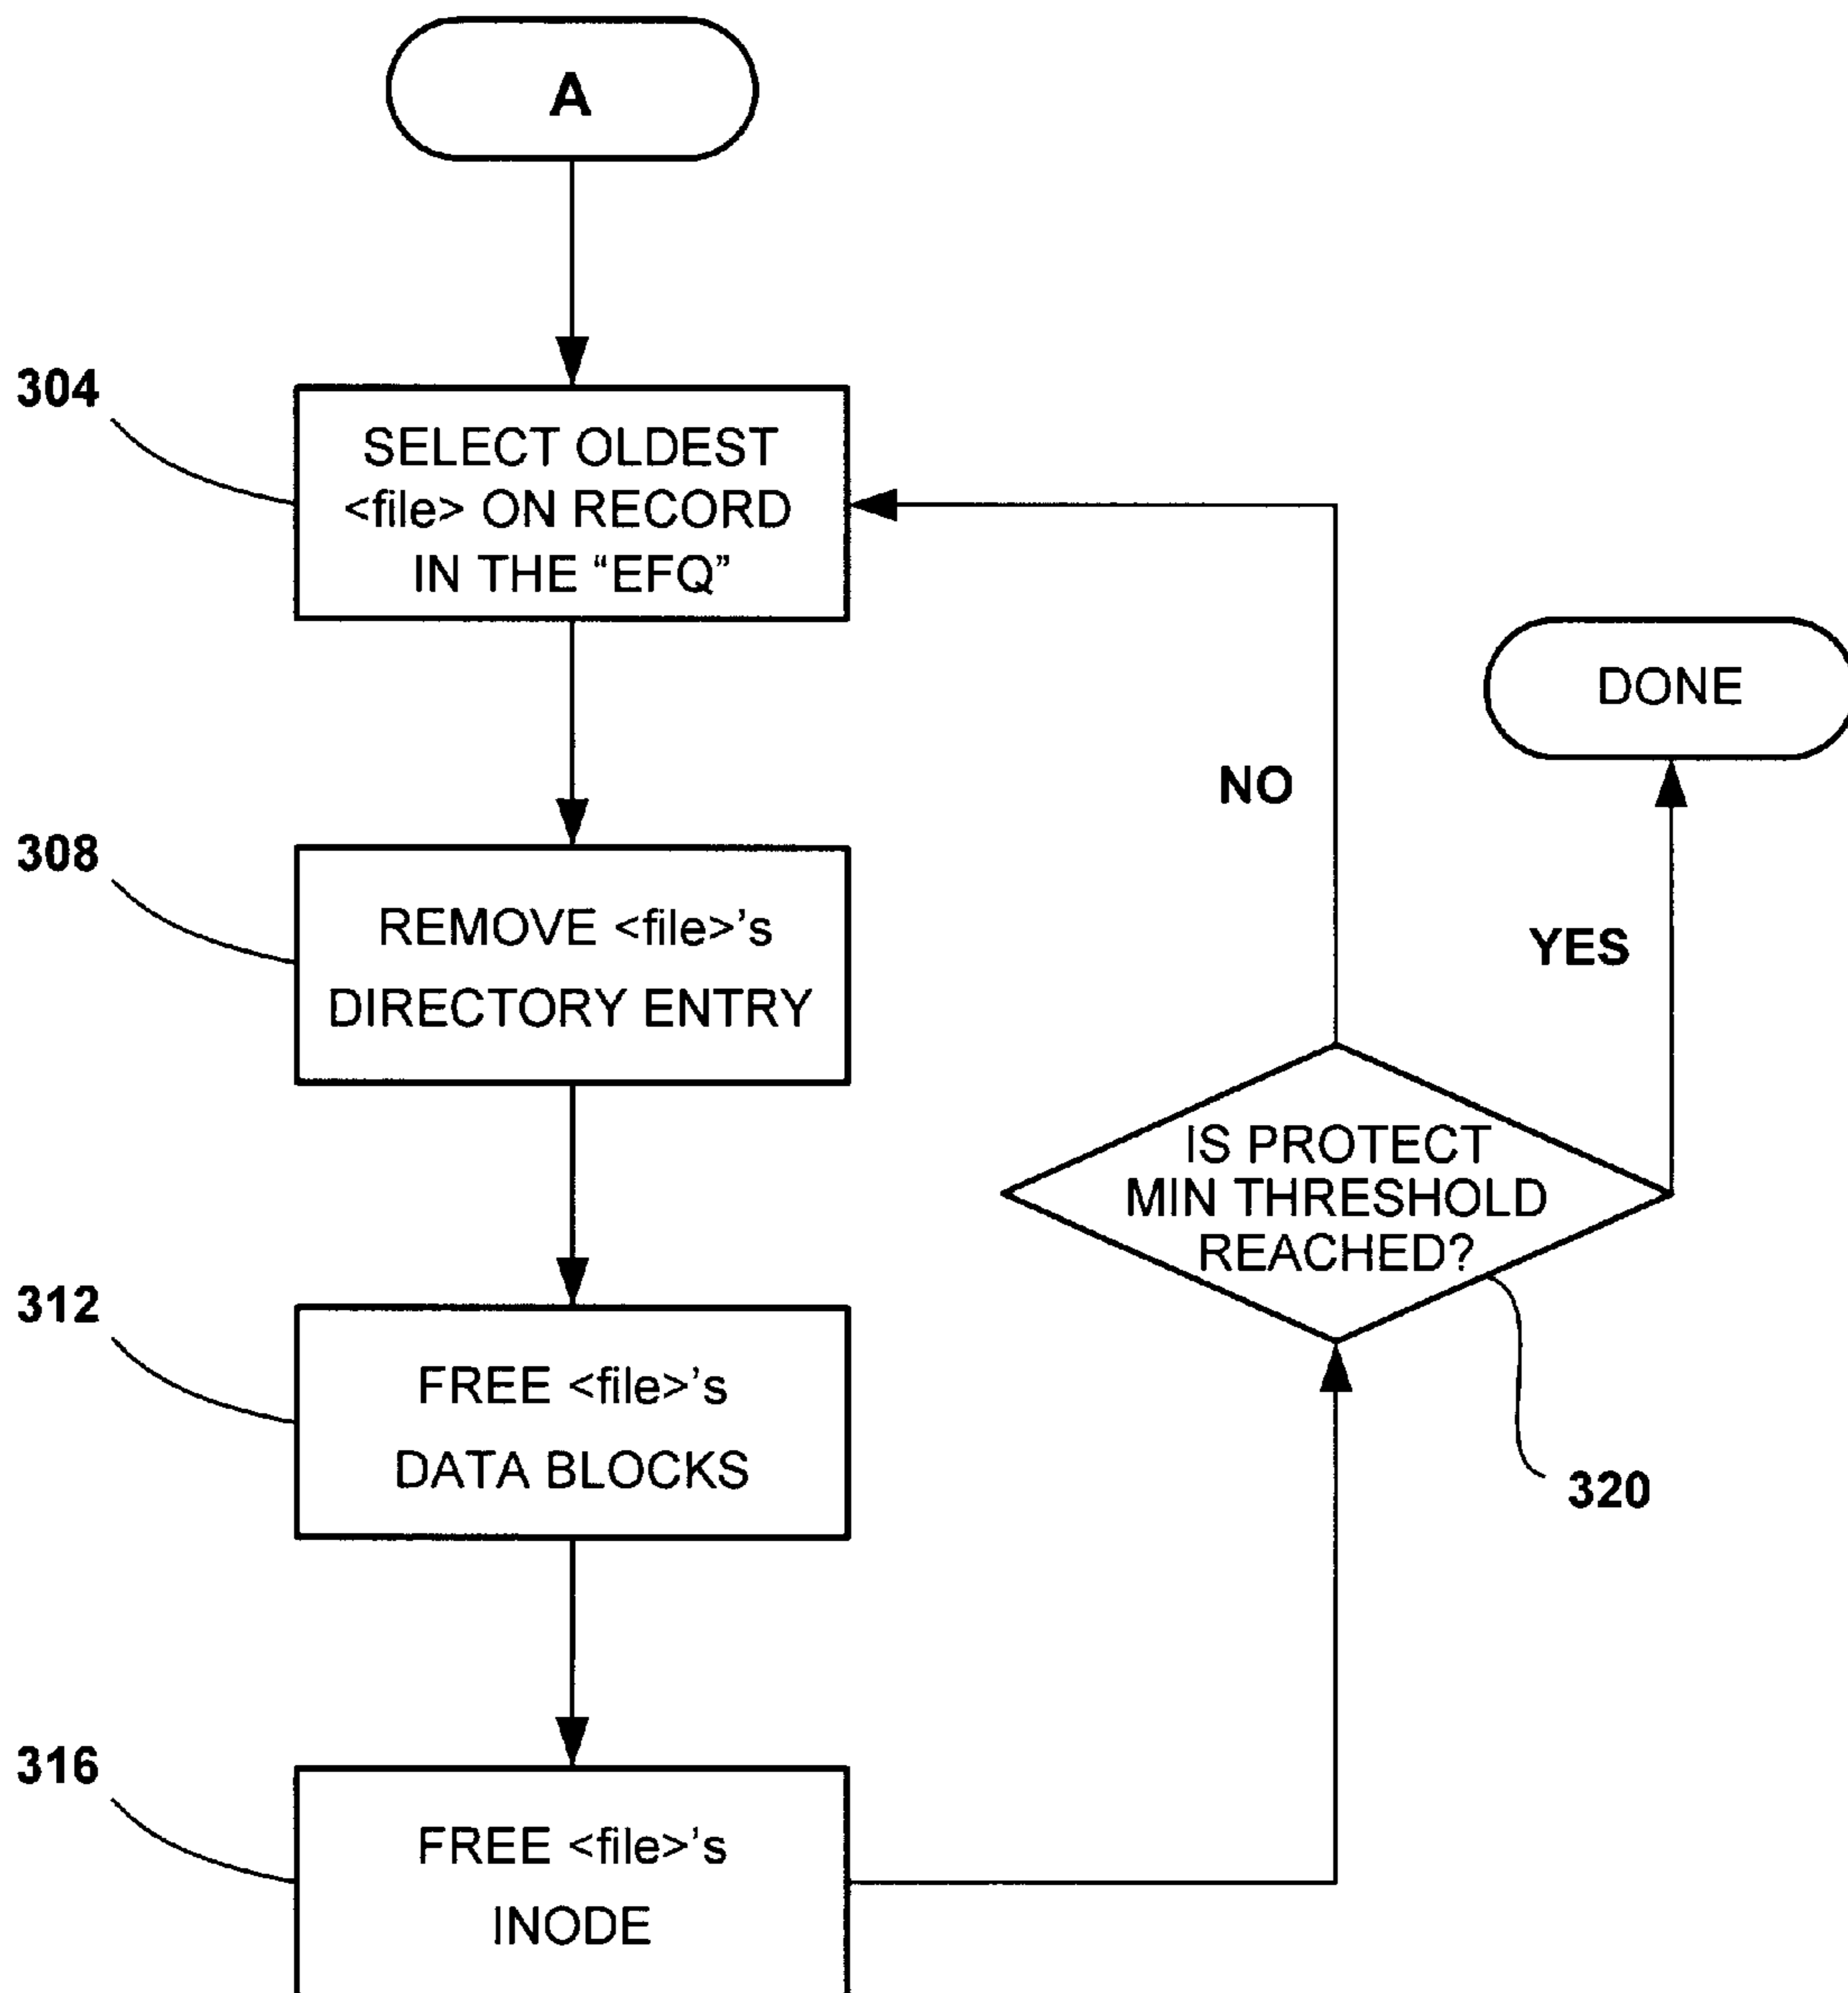 A
304
SELECT OLDEST
<file> ON RECORD
IN THE “EFQ”
308
REMOVE <file>’s
DIRECTORY ENTRY
312
FREE <file>’s
DATA BLOCKS
316
FREE <file>’s
INODE
IS PROTECT
MIN THRESHOLD
REACHED?
320
NO
YES
DONE